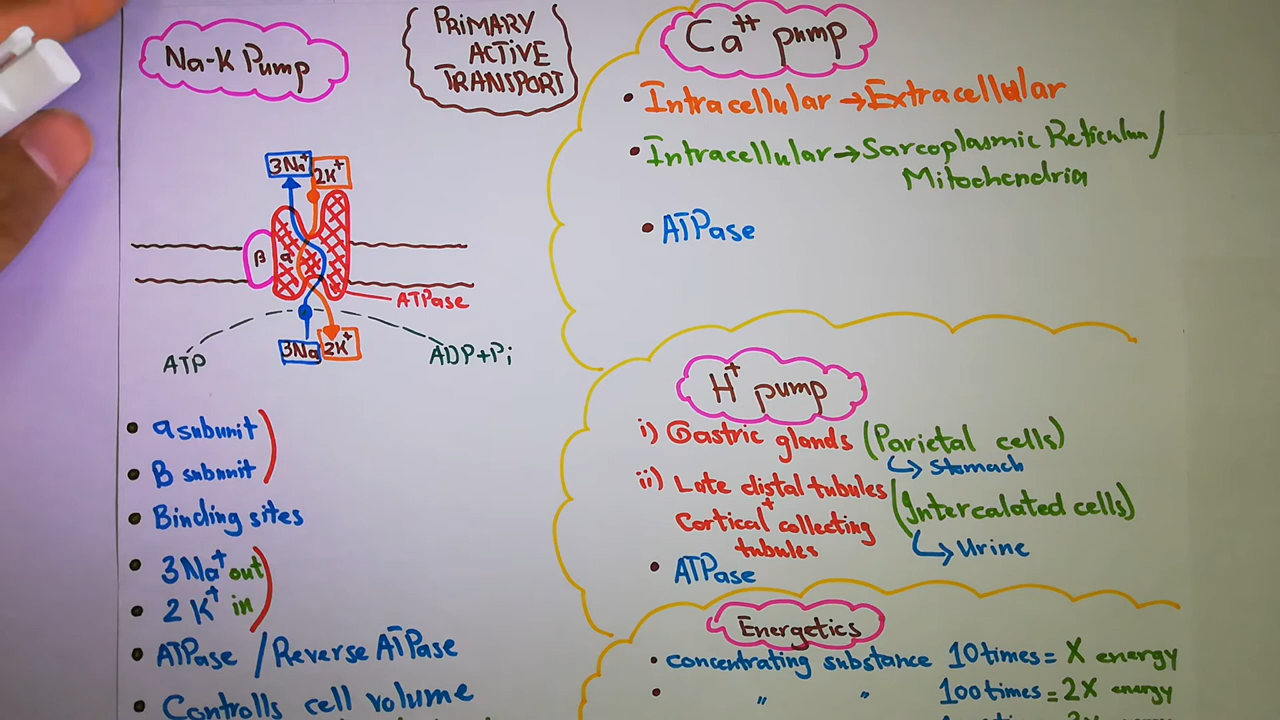 Na-K Pump
PRIMARY
ACTIVE
TRANSPORT
3Na+
2K+
β
α
ATPase
3Na
2K+
ATP
ADP+Pi
α subunit
β subunit
Binding sites
3Na+ out
2 K+ in
ATPase / Reverse ATPase
Controlls cell volume
Ca++ pump
Intracellular → Extracellular
Intracellular → Sarcoplasmic Reticulum/
Mitochondria
ATPase
H+ pump
i) Gastric glands (Parietal cells)
↳ Stomach
ii) Late distal tubules
+
Cortical collecting
tubules
(Intercalated cells)
↳ Urine
ATPase
Energetics
concentrating substance 10 times = X energy
" " 100 times = 2X energy